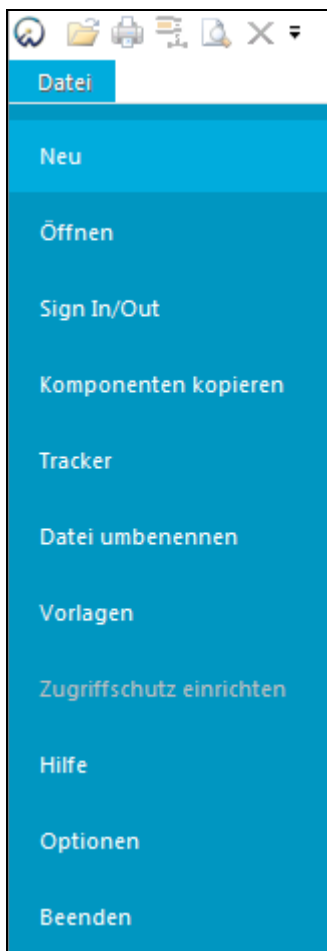 Datei
Neu
Öffnen
Sign In/Out
Komponenten kopieren
Tracker
Datei umbenennen
Vorlagen
Zugriffschutz einrichten
Hilfe
Optionen
Beenden